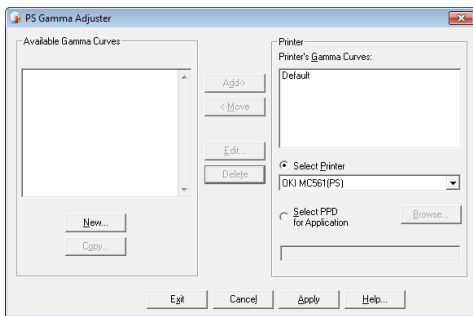 PS Gamma Adjuster
Available Gamma Curves
Add->
<-Move
Edit...
Delete
New...
Copy...
Printer
Printer's Gamma Curves:
Default
Select Printer
OKI MC561(PS)
Select PPD
for Application
Browse...
Exit
Cancel
Apply
Help...